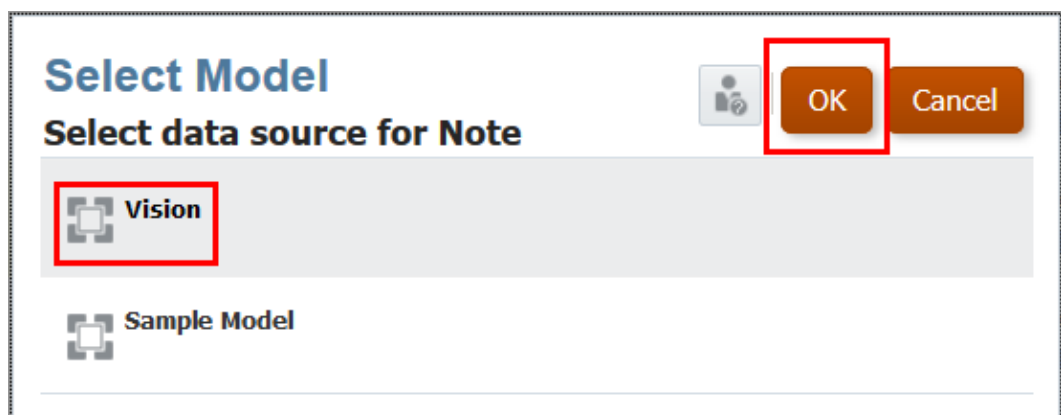 Select Model
OK
Cancel
Select data source for Note
Vision
Sample Model